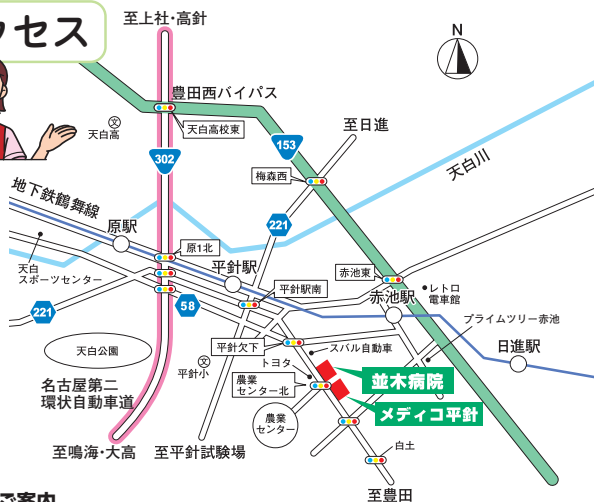 クセス
至上社・高針
N
豊田西バイパス
天白高
天白高校東
302
153
至日進
梅森西
天白川
地下鉄鶴舞線
原駅
221
原1北
平針駅
赤池東
天白
スポーツセンター
平針駅南
赤池駅
レトロ
電車館
221
58
プライムツリー赤池
天白公園
文
平針小
文
平針欠下
スバル自動車
トヨタ
日進駅
農業
センター北
並木病院
名古屋第二
環状自動車道
農業
センター
メディコ平針
至鳴海・大高
至平針試験場
白土
至豊田
ご案内